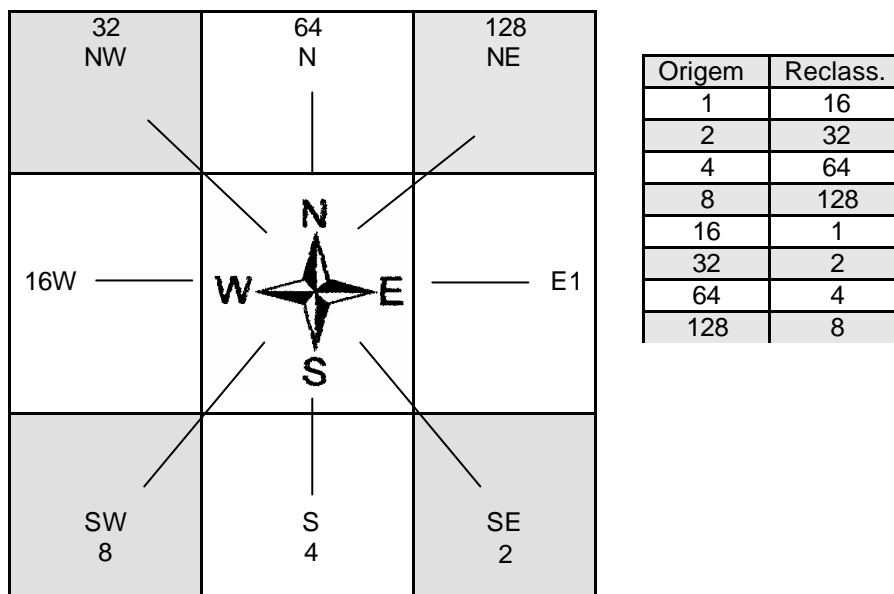 32 64 128
NW N NE
N
16W W E E1
S
SW S SE
8 4 2
Origem Reclass.
1 16
2 32
4 64
8 128
16 1
32 2
64 4
128 8